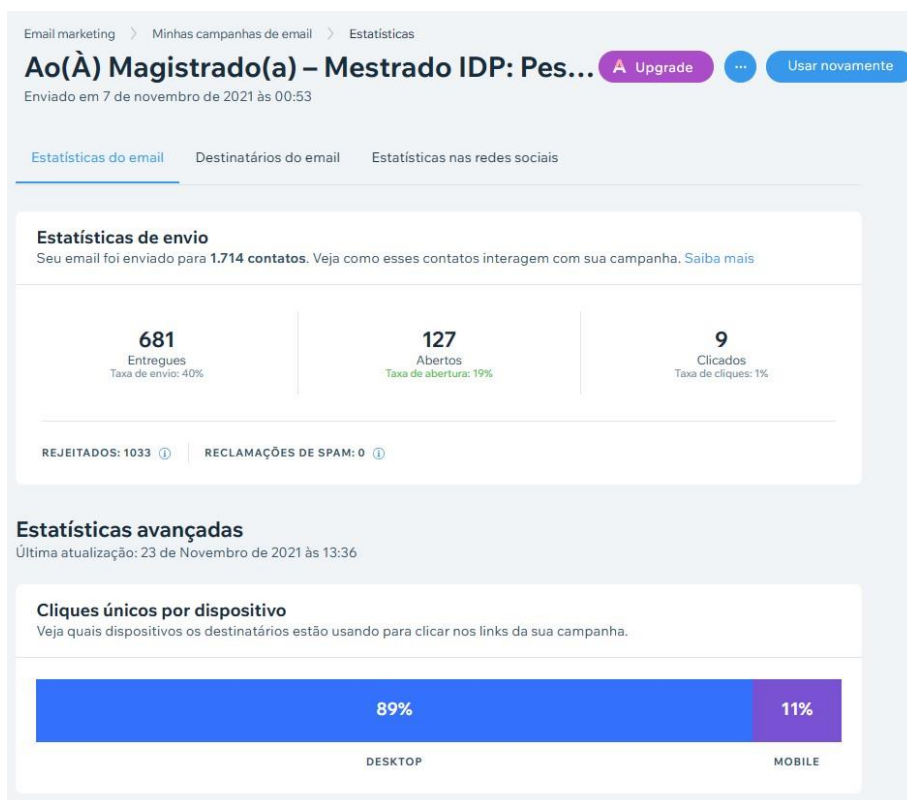 Email marketing > Minhas campanhas de email > Estatísticas
Ao(À) Magistrado(a) – Mestrado IDP: Pes... Upgrade ... Usar novamente
Enviado em 7 de novembro de 2021 às 00:53
Estatísticas do email Destinatários do email Estatísticas nas redes sociais
Estatísticas de envio
Seu email foi enviado para 1.714 contatos. Veja como esses contatos interagem com sua campanha. Saiba mais
681 127 9
Entregues Abertos Clicados
Taxa de envio: 40% Taxa de abertura: 19% Taxa de cliques: 1%
REJEITADOS: 1033 RECLAMAÇÕES DE SPAM: 0
Estatísticas avançadas
Última atualização: 23 de Novembro de 2021 às 13:36
Cliques únicos por dispositivo
Veja quais dispositivos os destinatários estão usando para clicar nos links da sua campanha.
89% 11%
DESKTOP MOBILE